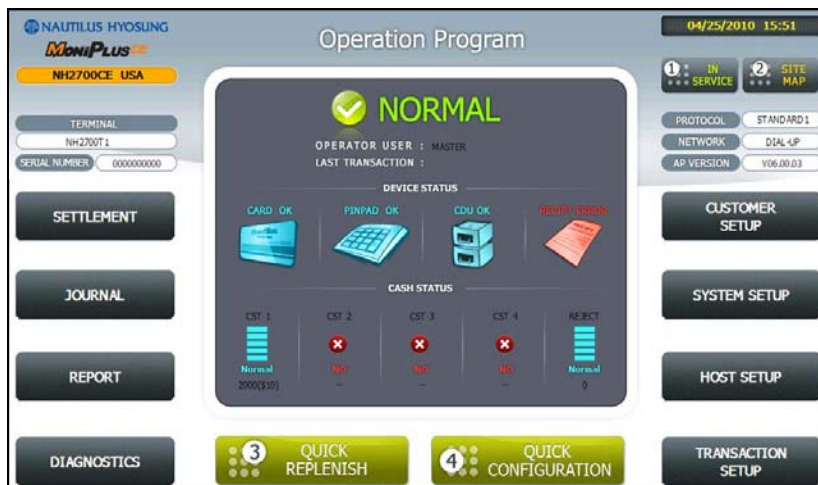 NAUTILUS HYOSUNG
MoniPlus CE
NH2700CE USA
Operation Program
04/25/2010 15:51
1 IN SERVICE
2 SITE MAP
TERMINAL
NH2700T1
SERIAL NUMBER 0000000000
PROTOCOL STANDARD1
NETWORK DIAL-UP
AP VERSION V06.00.03
NORMAL
OPERATOR USER : MASTER
LAST TRANSACTION :
DEVICE STATUS
CARD OK PINPAD OK CDU OK RECEIPT ERROR
CASH STATUS
CST 1 CST 2 CST 3 CST 4 REJECT
Normal No No No Normal
2000($10) -- -- -- 0
SETTLEMENT
JOURNAL
REPORT
DIAGNOSTICS
CUSTOMER
SETUP
SYSTEM SETUP
HOST SETUP
TRANSACTION
SETUP
3 QUICK
REPLENISH
4 QUICK
CONFIGURATION